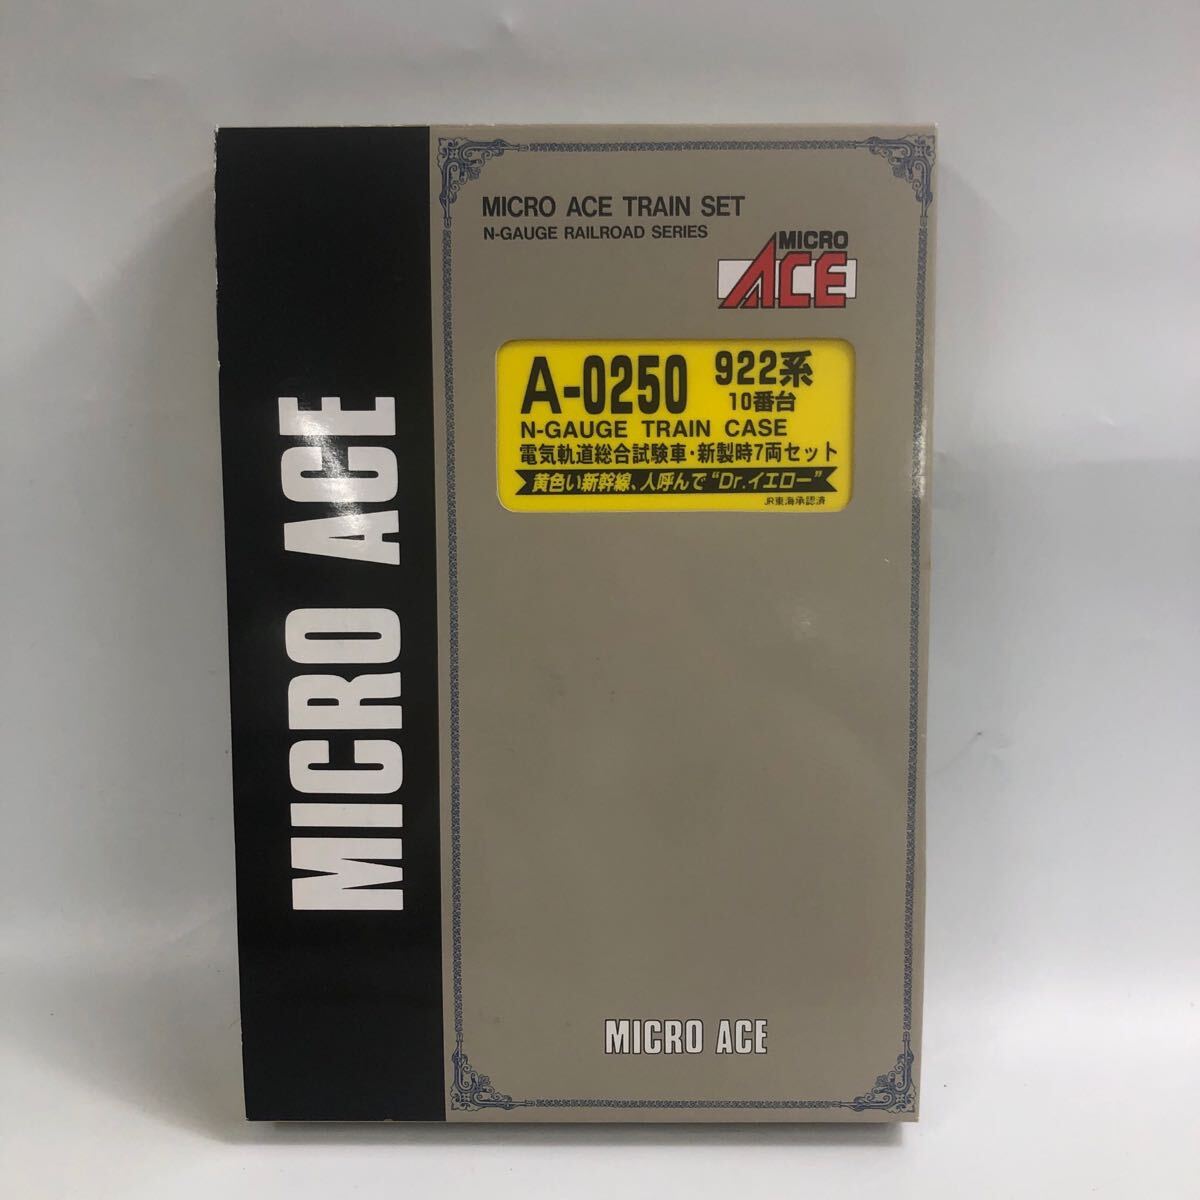 MICRO ACE
MICRO ACE TRAIN SET
N-GAUGE RAILROAD SERIES
MICRO
ACE
A-0250 922系
10番台
N-GAUGE TRAIN CASE
電気軌道総合試験車・新製時7両セット
黄色い新幹線、人呼んで“Dr.イエロー”
JR東海承認済
MICRO ACE